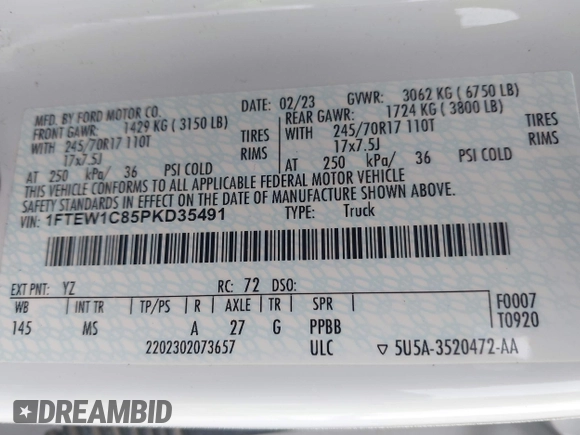 MFD. BY FORD MOTOR CO.
DATE: 02/23 GVWR: 3062 KG ( 6750 LB)
FRONT GAWR: 1429 KG ( 3150 LB) REAR GAWR: 1724 KG ( 3800 LB)
WITH 245/70R17 110T TIRES WITH 245/70R17 110T TIRES
17x7.5J RIMS 17x7.5J RIMS
AT 250 kPa/ 36 PSI COLD AT 250 kPa/ 36 PSI COLD
THIS VEHICLE CONFORMS TO ALL APPLICABLE FEDERAL MOTOR VEHICLE
SAFETY STANDARDS IN EFFECT ON THE DATE OF MANUFACTURE SHOWN ABOVE.
VIN: 1FTEW1C85PKD35491 TYPE: Truck
EXT PNT: YZ RC: 72 DSO:
WB INT TR TP/PS R AXLE TR SPR F0007
145 MS A 27 G PPBB T0920
2202302073657 ULC ▽ 5U5A-3520472-AA
DREAMBID